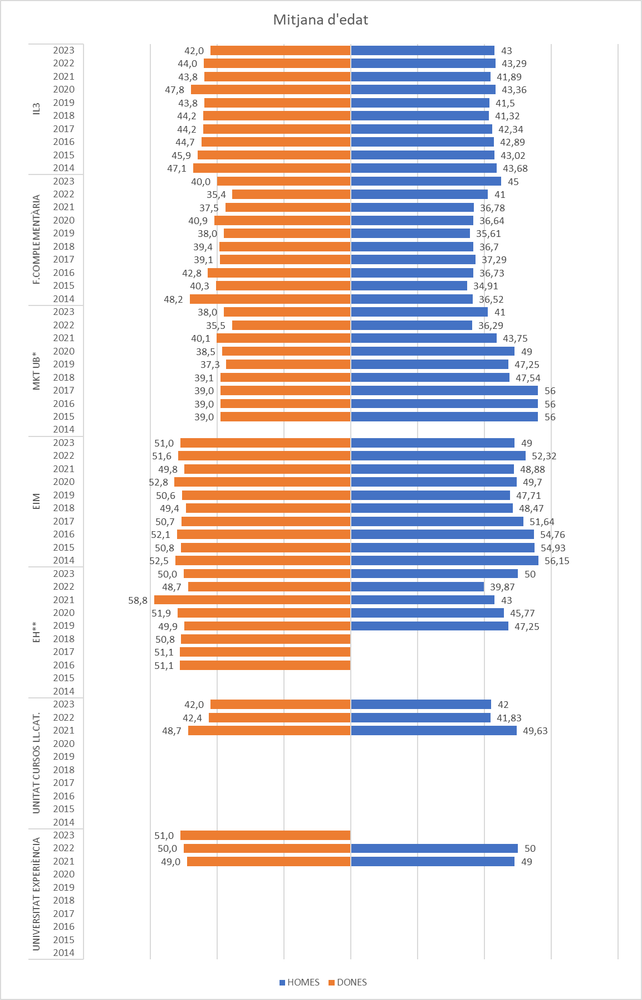 Mitjana d'edat
IL3
2023 42,0 43
2022 44,0 43,29
2021 43,8 41,89
2020 47,8 43,36
2019 43,8 41,5
2018 44,2 41,32
2017 44,2 42,34
2016 44,7 42,89
2015 45,9 43,02
2014 47,1 43,68
F.COMPLEMENTÀRIA
2023 40,0 45
2022 35,4 41
2021 37,5 36,78
2020 40,9 36,64
2019 38,0 35,61
2018 39,4 36,7
2017 39,1 37,29
2016 42,8 36,73
2015 40,3 34,91
2014 48,2 36,52
MKT UB*
2023 38,0 41
2022 35,5 36,29
2021 40,1 43,75
2020 38,5 49
2019 37,3 47,25
2018 39,1 47,54
2017 39,0 56
2016 39,0 56
2015 39,0 56
2014
EIM
2023 51,0 49
2022 51,6 52,32
2021 49,8 48,88
2020 52,8 49,7
2019 50,6 47,71
2018 49,4 48,47
2017 50,7 51,64
2016 52,1 54,76
2015 50,8 54,93
2014 52,5 56,15
EH**
2023 50,0 50
2022 48,7 39,87
2021 58,8 43
2020 51,9 45,77
2019 49,9 47,25
2018 50,8
2017 51,1
2016 51,1
2015
2014
UNITAT CURSOS LL.CAT.
2023 42,0 42
2022 42,4 41,83
2021 48,7 49,63
2020
2019
2018
2017
2016
2015
2014
UNIVERSITAT EXPERIÈNCIA
2023 51,0
2022 50,0 50
2021 49,0 49
2020
2019
2018
2017
2016
2015
2014
HOMES DONES